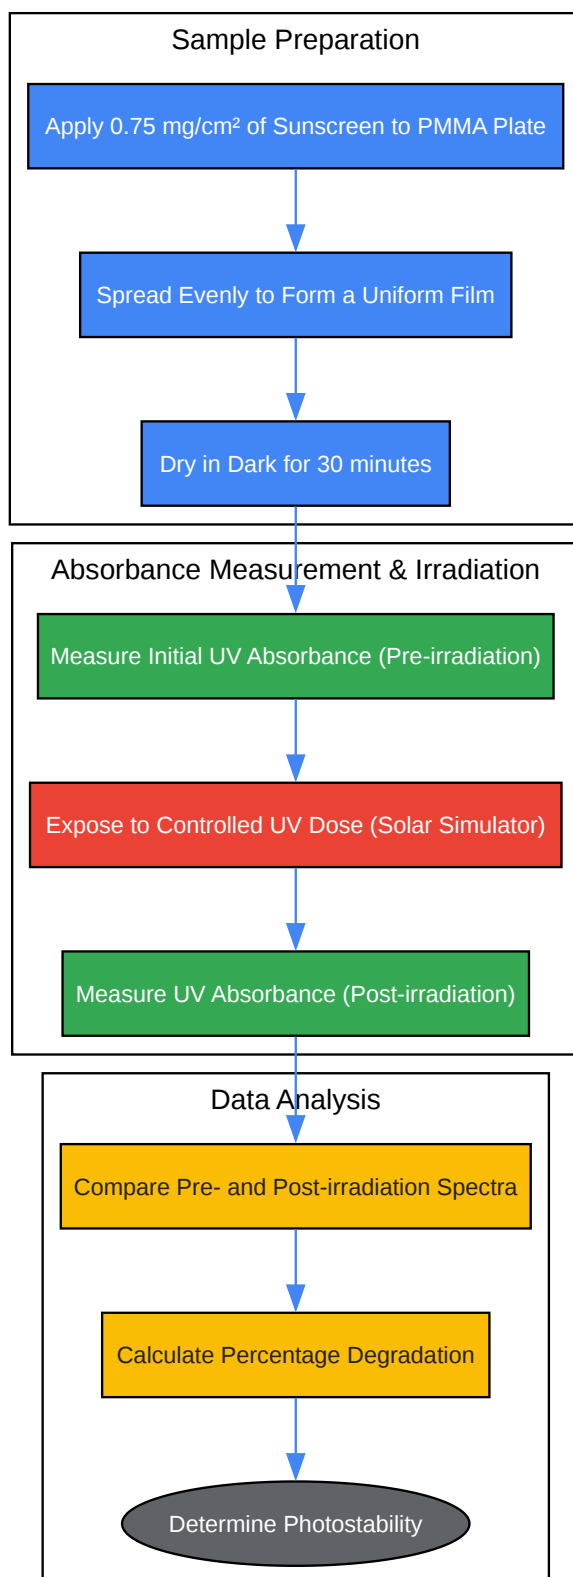 Sample Preparation
Apply 0.75 mg/cm² of Sunscreen to PMMA Plate
Spread Evenly to Form a Uniform Film
Dry in Dark for 30 minutes
Absorbance Measurement & Irradiation
Measure Initial UV Absorbance (Pre-irradiation)
Expose to Controlled UV Dose (Solar Simulator)
Measure UV Absorbance (Post-irradiation)
Data Analysis
Compare Pre- and Post-irradiation Spectra
Calculate Percentage Degradation
Determine Photostability